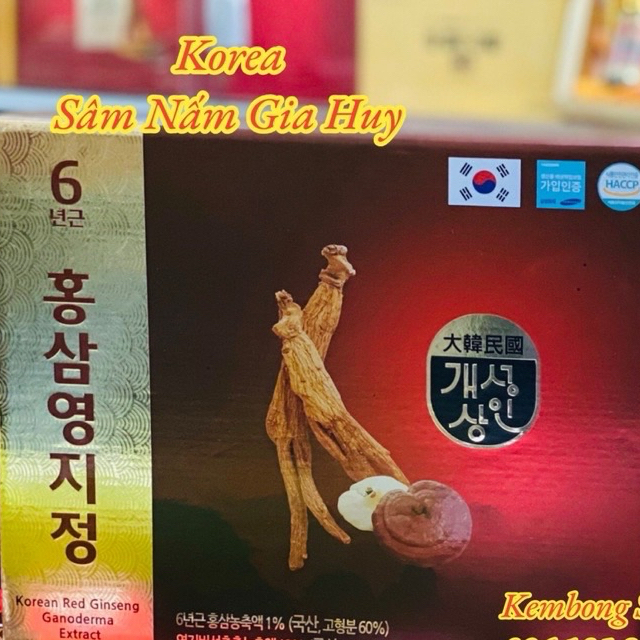 Korea
Sâm Nấm Gia Huy
6
년근
홍삼영지정
Korean Red Ginseng
Ganoderma
Extract
가입인증
HACCP
大韓民國
개성
상인
6년근 홍삼농축액 1% (국산, 고형분 60%)
Kembong